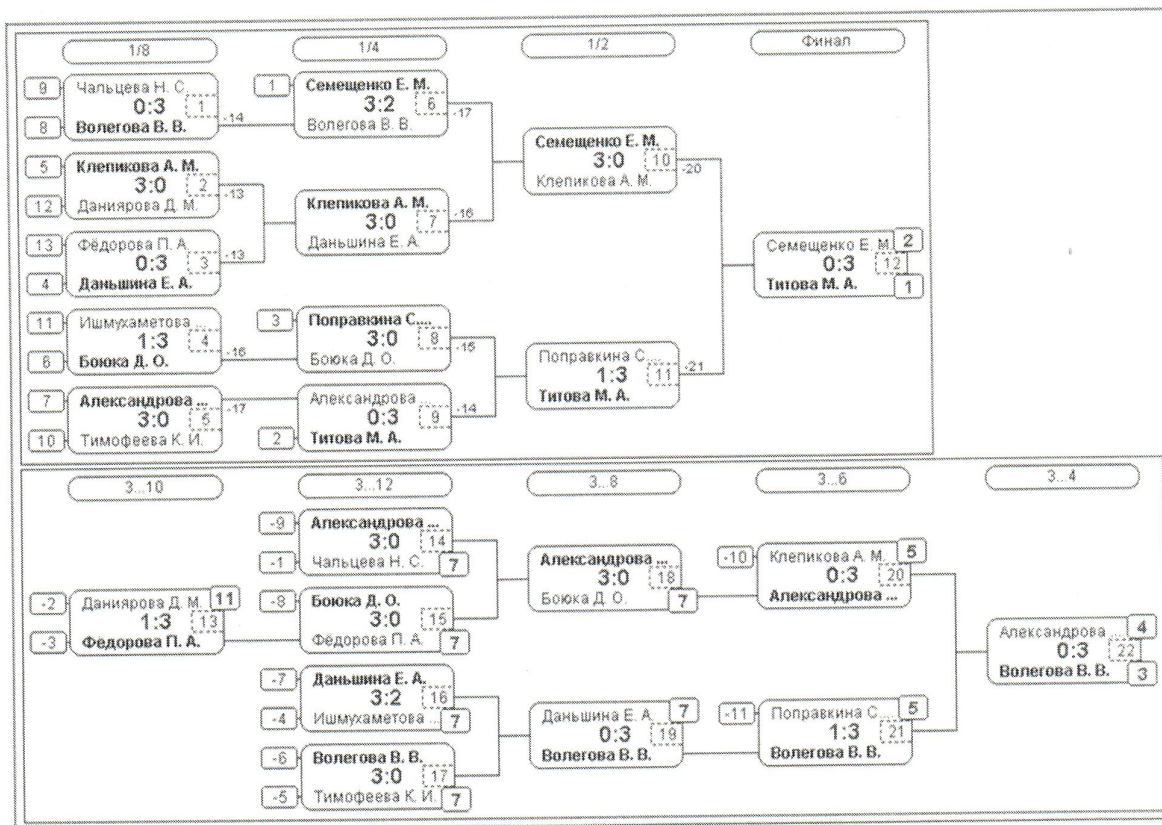 1/8
1/4
1/2
Финал
9 Чальцева Н. С.
0:3 1
8 Волегова В. В. -14
5 Клепикова А. М.
3:0 2
12 Даниярова Д. М. -13
13 Фёдорова П. А.
0:3 3
4 Даньшина Е. А. -13
11 Ишмухаметова ...
1:3 4
6 Боюка Д. О. -16
7 Александрова ...
3:0 5 -17
10 Тимофеева К. И.
1 Семещенко Е. М.
3:2 6 -17
Волегова В. В.
Клепикова А. М.
3:0 7 -16
Даньшина Е. А.
3 Поправкина С....
3:0 8 -15
Боюка Д. О.
Александрова ...
0:3 9 -14
2 Титова М. А.
Семещенко Е. М.
3:0 10 -20
Клепикова А. М.
Поправкина С....
1:3 11 -21
Титова М. А.
Семещенко Е. М. 2
0:3 12
Титова М. А. 1
3...10
3...12
3...8
3...6
3...4
-2 Даниярова Д. М. 11
1:3 13
-3 Фёдорова П. А.
-9 Александрова ...
3:0 14
-1 Чальцева Н. С. 7
-8 Боюка Д. О.
3:0 15
Фёдорова П. А. 7
-7 Даньшина Е. А.
3:2 16
-4 Ишмухаметова ... 7
-6 Волегова В. В.
3:0 17
-5 Тимофеева К. И. 7
Александрова ...
3:0 18
Боюка Д. О. 7
Даньшина Е. А. 7
0:3 19
Волегова В. В.
-10 Клепикова А. М. 5
0:3 20
Александрова ...
-11 Поправкина С.... 5
1:3 21
Волегова В. В.
Александрова ... 4
0:3 22
Волегова В. В. 3